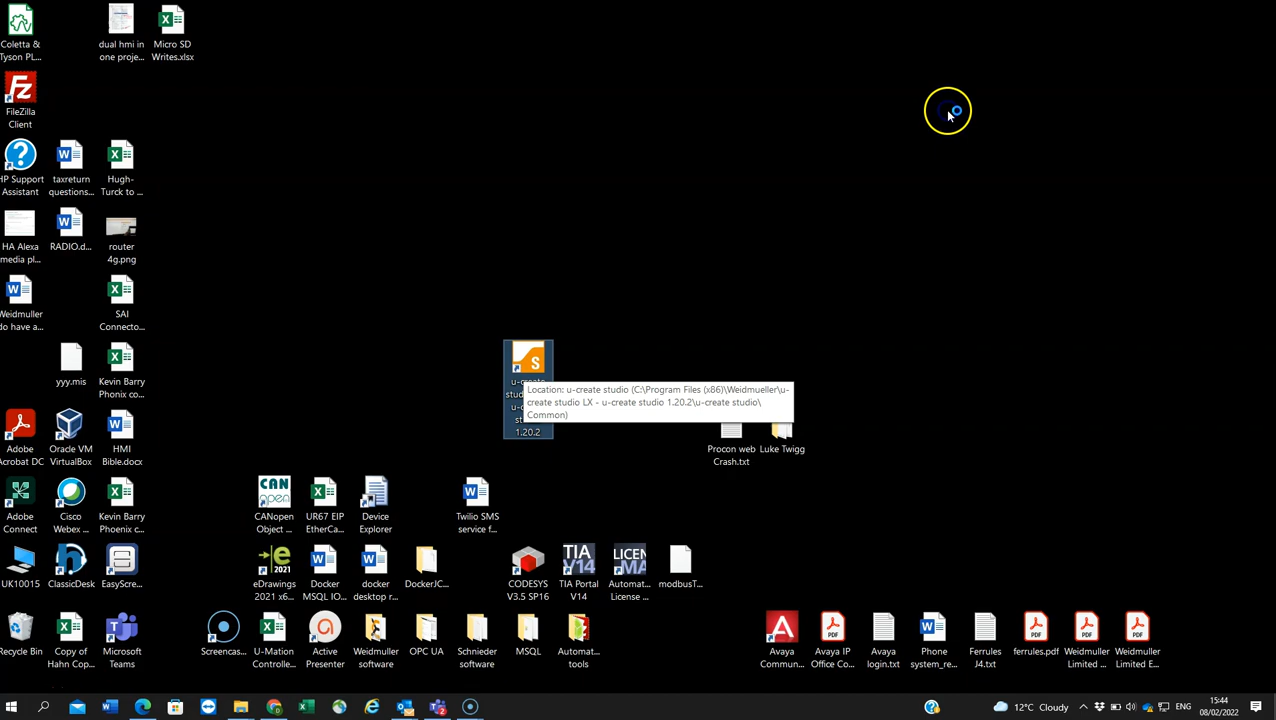 Coletta &
Tyson PL...
dual hmi in
one proje...
Micro SD
Writes.xlsx
FileZilla
Client
HP Support
Assistant
taxreturn
questions...
Hugh-
Turck to ...
HA Alexa
media pl...
RADIO.d...
router
4g.png
Weidmuller
do have a...
SAI
Connecto...
yyy.mis
Kevin Barry
Phonix co...
S
u-create
Location: u-create studio (C:\Program Files (x86)\Weidmueller\u-
create studio LX - u-create studio 1.20.2\u-create studio\
Common)
1.20.2
Adobe
Acrobat DC
Oracle VM
VirtualBox
HMI
Bible.docx
Procon web
Crash.txt
Luke Twigg
Adobe
Connect
Cisco
Webex ...
Kevin Barry
Phoenix c...
CAN
open
CANopen
Object ...
UR67 EIP
EtherCa...
Device
Explorer
Twilio SMS
service f...
UK10015
ClassicDesk
EasyScre...
eDrawings
2021 x6...
Docker
MSQL IO...
docker
desktop r...
DockerJC...
CODESYS
V3.5 SP16
TIA
V14
TIA Portal
V14
LICEN
MA
Automat...
License ...
modbusT...
Recycle Bin
Copy of
Hahn Cop...
Microsoft
Teams
Screencas...
U-Mation
Controlle...
Active
Presenter
Weidmuller
software
OPC UA
Schnieder
software
MSQL
Automat...
tools
Avaya
Commun...
Avaya IP
Office Co...
Avaya
login.txt
Phone
system_re...
Ferrules
J4.txt
PDF
ferrules.pdf
Weidmuller
Limited ...
Weidmuller
Limited E...
12°C Cloudy
ENG
15:44
08/02/2022